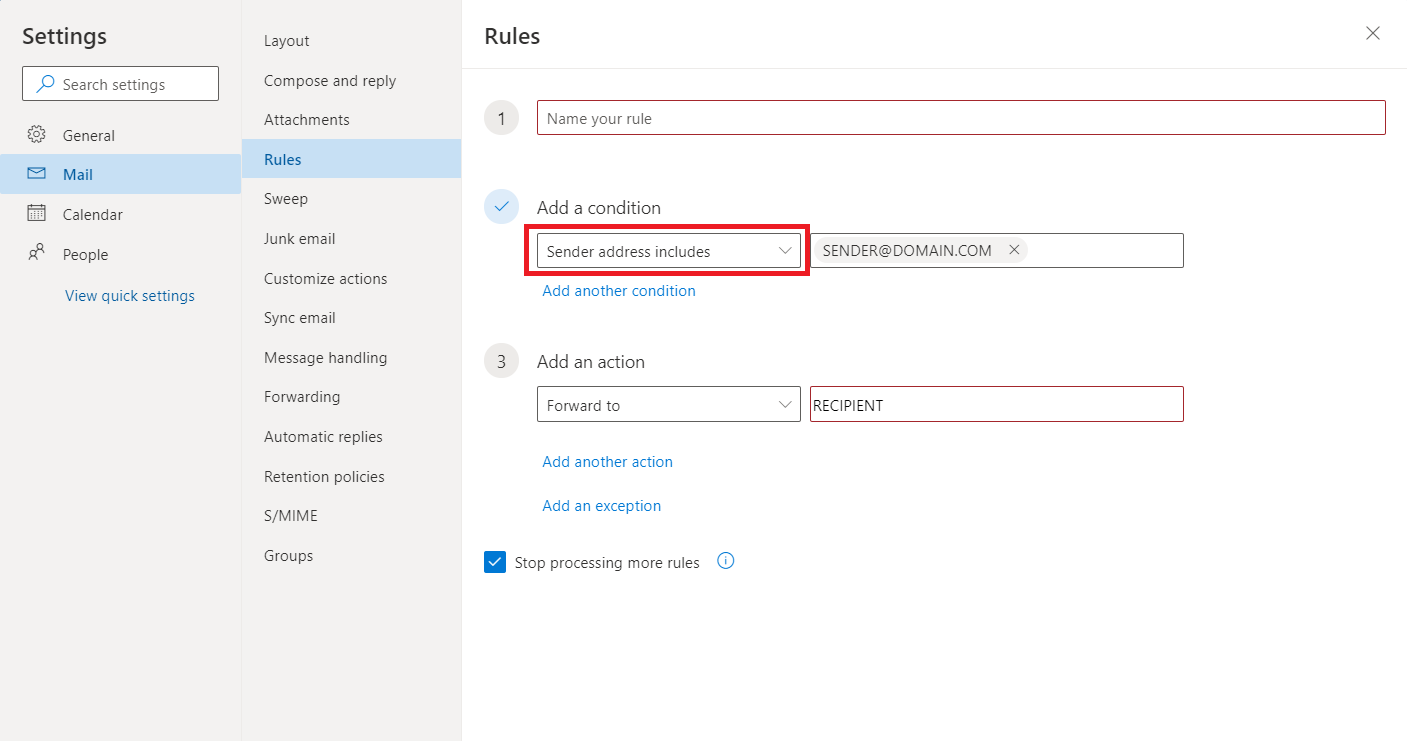 Settings
Search settings
General
Mail
Calendar
People
View quick settings
Layout
Compose and reply
Attachments
Rules
Sweep
Junk email
Customize actions
Sync email
Message handling
Forwarding
Automatic replies
Retention policies
S/MIME
Groups
Rules
1
Name your rule
Add a condition
Sender address includes
SENDER@DOMAIN.COM
Add another condition
3
Add an action
Forward to
RECIPIENT
Add another action
Add an exception
Stop processing more rules